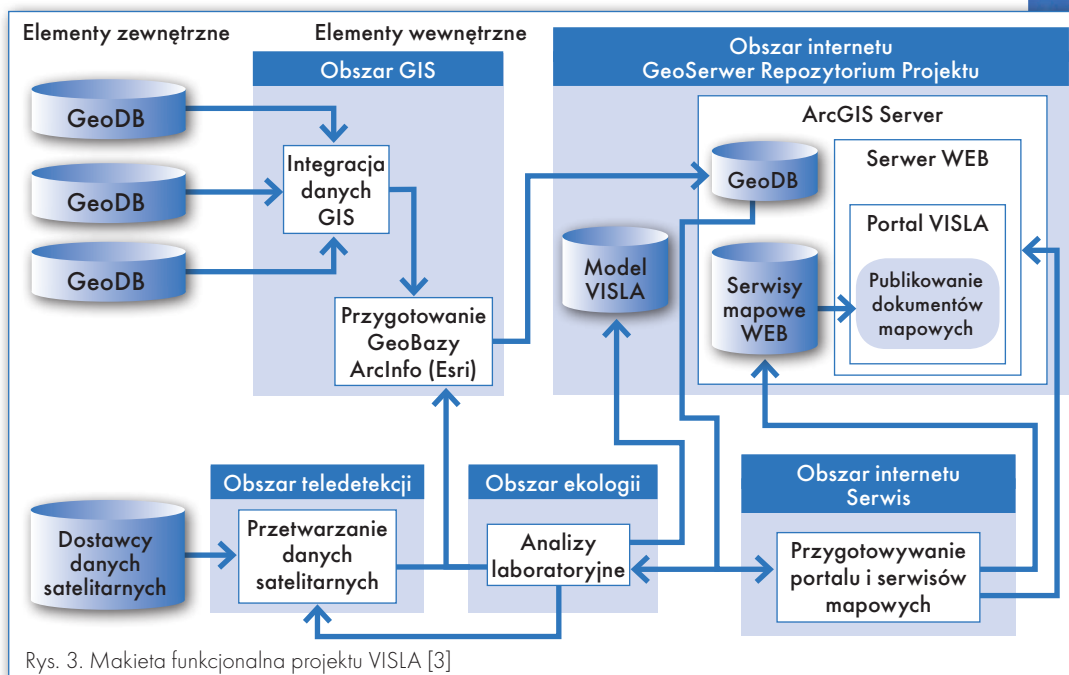 Elementy zewnętrzne
Elementy wewnętrzne
GeoDB
GeoDB
GeoDB
Obszar GIS
Integracja
danych
GIS
Przygotowanie
GeoBazy
ArcInfo (Esri)
Obszar internetu
GeoSerwer Repozytorium Projektu
ArcGIS Server
GeoDB
Serwer WEB
Portal VISLA
Model
VISLA
Serwisy
mapowe
WEB
Publikowanie
dokumentów
mapowych
Dostawcy
danych
satelitarnych
Obszar teledetekcji
Przetwarzanie
danych
satelitarnych
Obszar ekologii
Analizy
laboratoryjne
Obszar internetu
Serwis
Przygotowywanie
portalu i serwisów
mapowych
Rys. 3. Makieta funkcjonalna projektu VISLA [3]